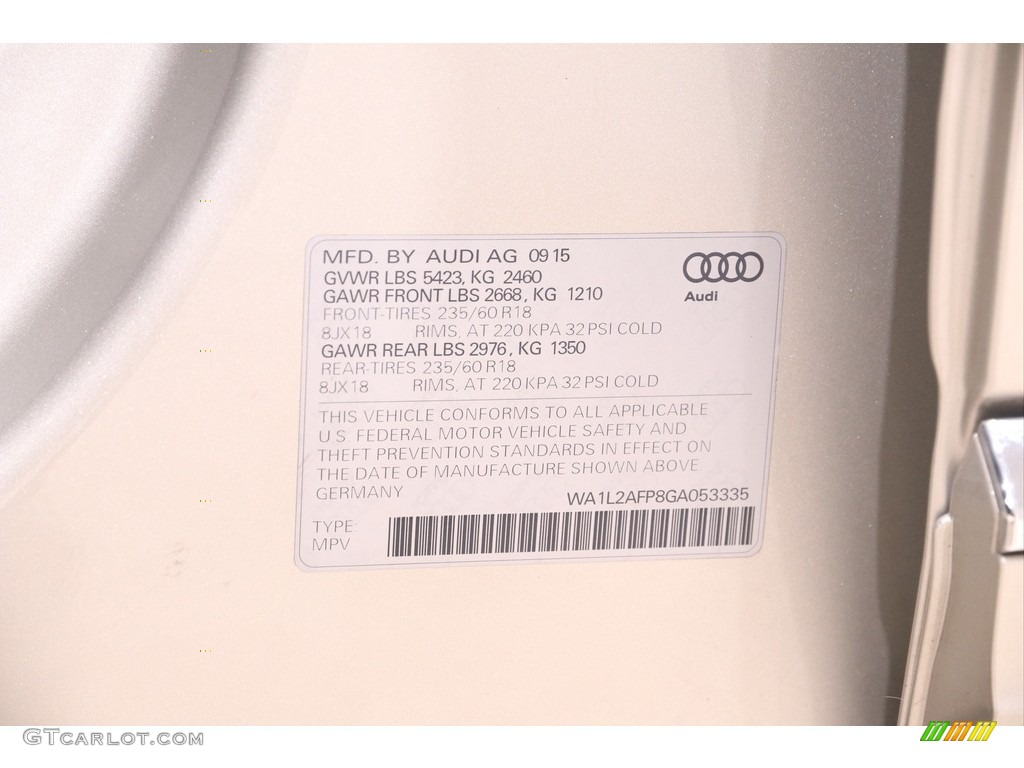 MFD. BY AUDI AG 09 15
GVWR LBS 5423, KG 2460
GAWR FRONT LBS 2668, KG 1210
FRONT-TIRES 235/60 R18
8JX18 RIMS, AT 220 KPA 32 PSI COLD
GAWR REAR LBS 2976, KG 1350
REAR-TIRES 235/60 R18
8JX18 RIMS, AT 220 KPA 32 PSI COLD
Audi
THIS VEHICLE CONFORMS TO ALL APPLICABLE
U.S. FEDERAL MOTOR VEHICLE SAFETY AND
THEFT PREVENTION STANDARDS IN EFFECT ON
THE DATE OF MANUFACTURE SHOWN ABOVE
GERMANY WA1L2AFP8GA053335
TYPE:
MPV
GTcarlot.com